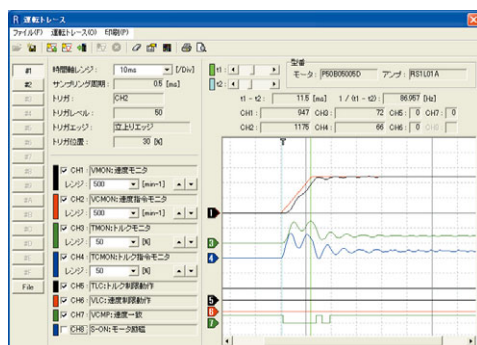 R 運転トレース
ファイル(F) 運転トレース(O) 印刷(P)
#1
#2
File
時間軸レンジ: 10ms [/Div]
サンプリング周期: 0.5 [ms]
トリガ: CH2
トリガレベル: 50
トリガエッジ: 立上りエッジ
トリガ位置: 30 [%]
CH1: VMON:速度モニタ
レンジ 500 [min-1]
CH2: VCMON:速度指令モニタ
レンジ 500 [min-1]
CH3: TMON:トルクモニタ
レンジ 50 [%]
CH4: TCMON:トルク指令モニタ
レンジ 50 [%]
CH5: TLC:トルク制限動作
CH6: VLC:速度制限動作
CH7: VCMP:速度一致
CH8: S-ON:モータ励磁
t1:
t2:
型番
モータ: P50B05005D アンプ: RS1L01A
t1 - t2: 11.5 [ms] 1 / (t1 - t2): 86.957 [Hz]
CH1: 947 CH3: 72 CH5: 0 CH7: 0
CH2: 1176 CH4: 66 CH6: 0 CH8:
T
1
3
4
5
6
7